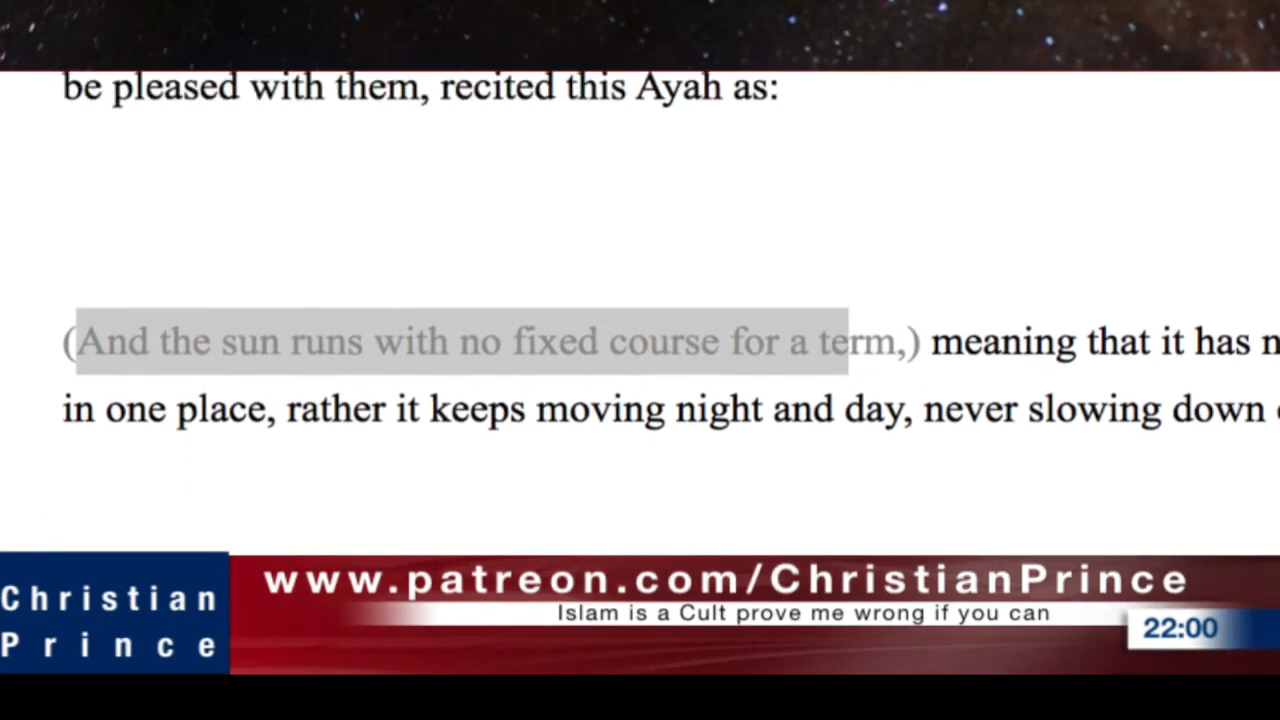 be pleased with them, recited this Ayah as:
(And the sun runs with no fixed course for a term,) meaning that it has
in one place, rather it keeps moving night and day, never slowing down
Christian
Prince
www.patreon.com/ChristianPrince
Islam is a Cult prove me wrong if you can
22:00